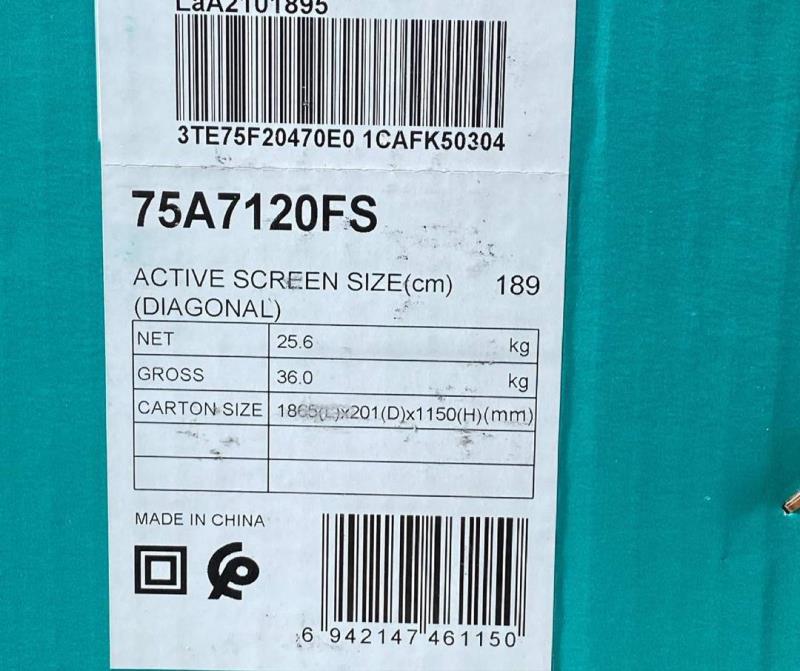 LaA2101895
3TE75F20470E0 1CAFK50304
75A7120FS
ACTIVE SCREEN SIZE(cm) 189
(DIAGONAL)
NET 25.6 kg
GROSS 36.0 kg
CARTON SIZE 1865(L)x201(D)x1150(H)(mm)
MADE IN CHINA
6 942147 461150